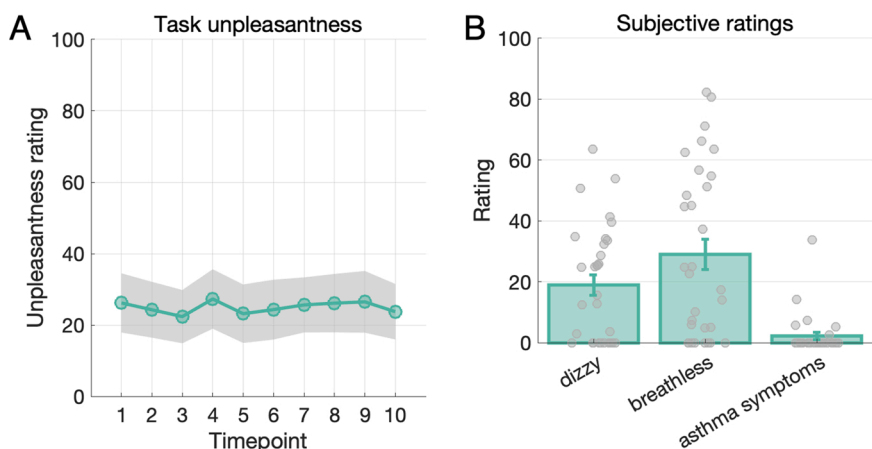 A
Task unpleasantness
100
80
60
40
20
0
Unpleasantness rating
1 2 3 4 5 6 7 8 9 10
Timepoint
B
Subjective ratings
100
80
60
40
20
0
Rating
dizzy
breathless
asthma symptoms